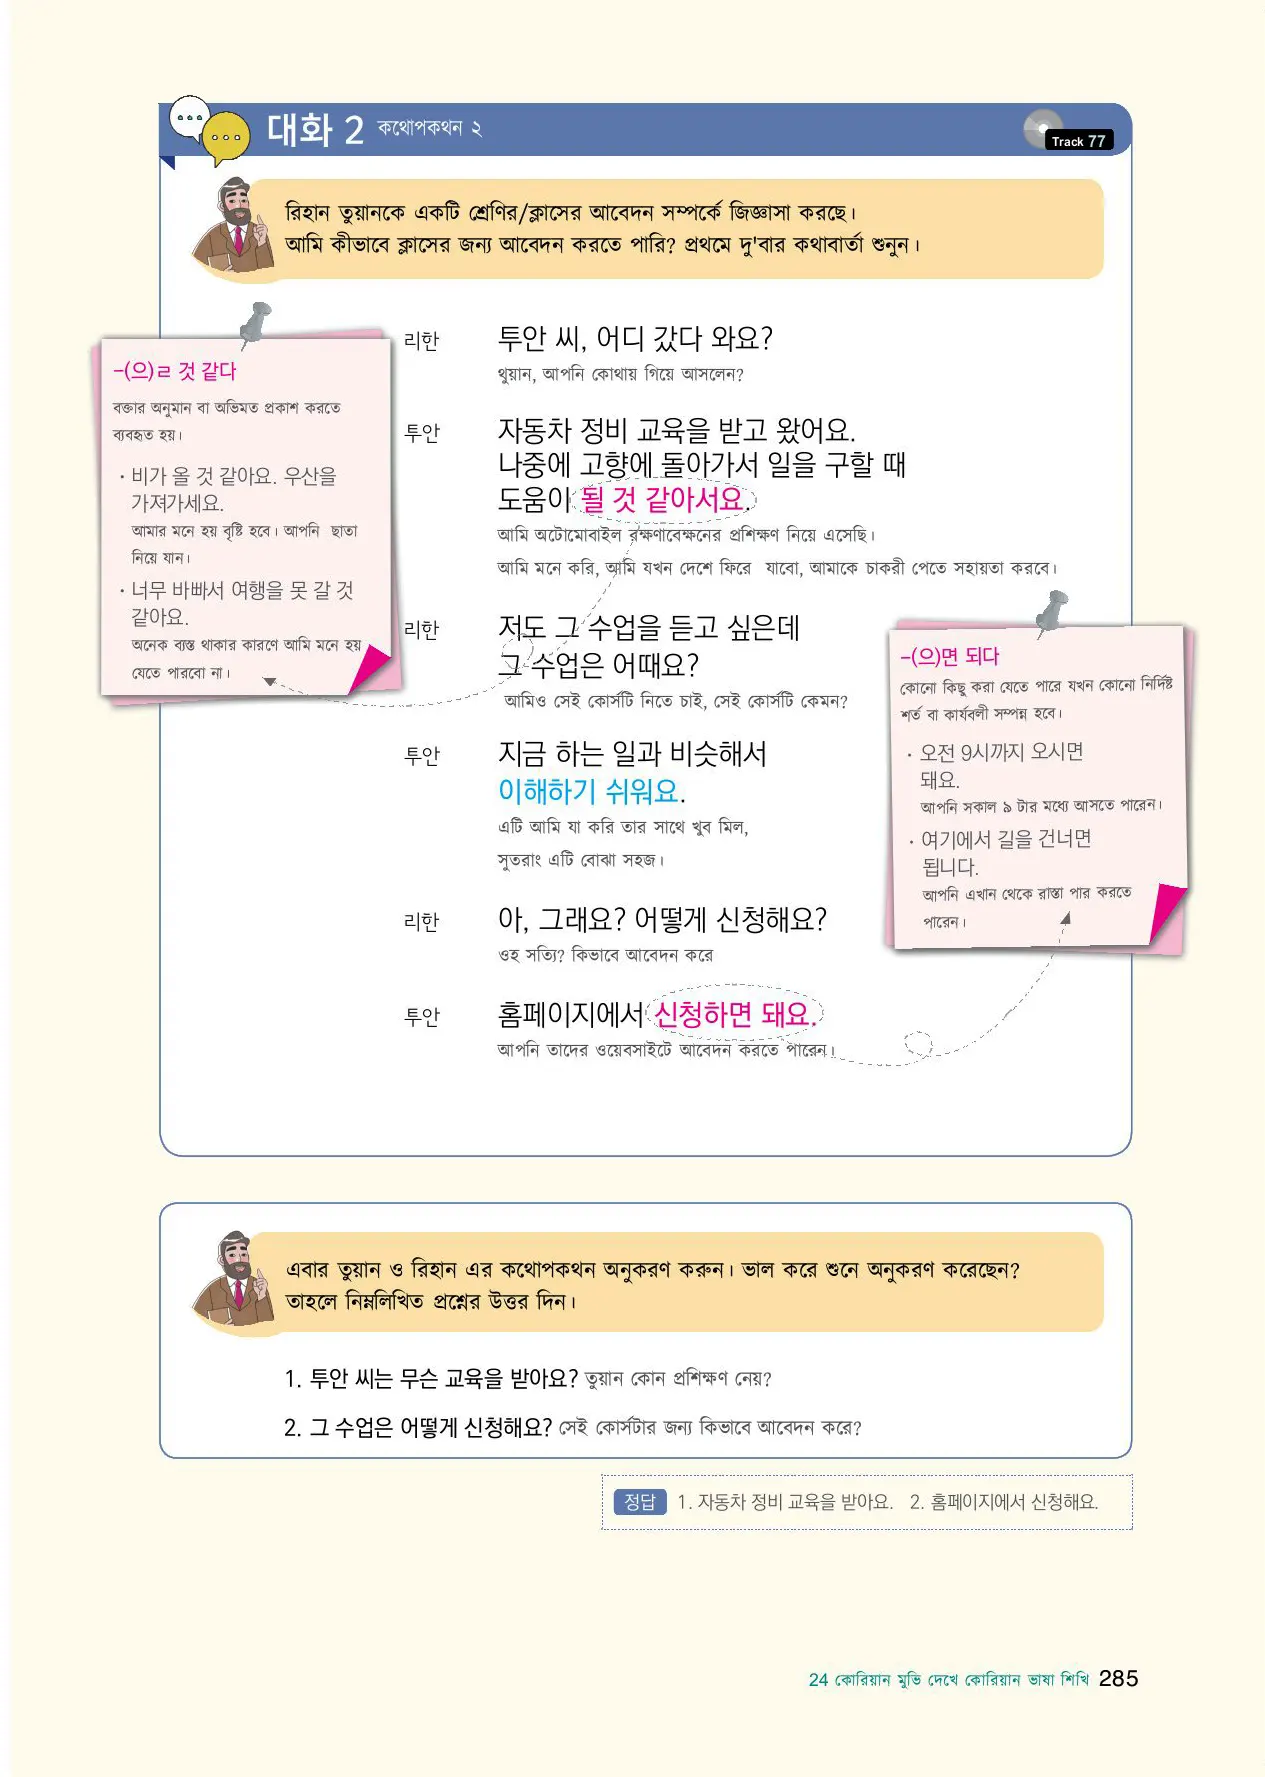 대화 2 কথোপকথন ২
Track 77
রিহান তুয়ানকে একটি শ্রেণির/ক্লাসের আবেদন সম্পর্কে জিজ্ঞাসা করছে।
আমি কীভাবে ক্লাসের জন্য আবেদন করতে পারি? প্রথমে দু'বার কথাবার্তা শুনুন।
리한 투안 씨, 어디 갔다 와요?
থুয়ান, আপনি কোথায় গিয়ে আসলেন?
투안 자동차 정비 교육을 받고 왔어요.
나중에 고향에 돌아가서 일을 구할 때
도움이 될 것 같아서요.
আমি অটোমোবাইল রক্ষণাবেক্ষনের প্রশিক্ষণ নিয়ে এসেছি।
আমি মনে করি, আমি যখন দেশে ফিরে যাবো, আমাকে চাকরী পেতে সহায়তা করবে।
리한 저도 그 수업을 듣고 싶은데
그 수업은 어때요?
আমিও সেই কোর্সটি নিতে চাই, সেই কোর্সটি কেমন?
투안 지금 하는 일과 비슷해서
이해하기 쉬워요.
এটি আমি যা করি তার সাথে খুব মিল,
সুতরাং এটি বোঝা সহজ।
리한 아, 그래요? 어떻게 신청해요?
ওহ সত্যি? কিভাবে আবেদন করে
투안 홈페이지에서 신청하면 돼요.
আপনি তাদের ওয়েবসাইটে আবেদন করতে পারেন।
-(으)ㄹ 것 같다
বক্তার অনুমান বা অভিমত প্রকাশ করতে
ব্যবহৃত হয়।
· 비가 올 것 같아요. 우산을
가져가세요.
আমার মনে হয় বৃষ্টি হবে। আপনি ছাতা
নিয়ে যান।
· 너무 바빠서 여행을 못 갈 것
같아요.
অনেক ব্যস্ত থাকার কারণে আমি মনে হয়
যেতে পারবো না।
-(으)면 되다
কোনো কিছু করা যেতে পারে যখন কোনো নির্দিষ্ট
শর্ত বা কার্যবলী সম্পন্ন হবে।
· 오전 9시까지 오시면
돼요.
আপনি সকাল ৯ টার মধ্যে আসতে পারেন।
· 여기에서 길을 건너면
됩니다.
আপনি এখান থেকে রাস্তা পার করতে
পারেন।
এবার তুয়ান ও রিহান এর কথোপকথন অনুকরণ করুন। ভাল করে শুনে অনুকরণ করেছেন?
তাহলে নিম্নলিখিত প্রশ্নের উত্তর দিন।
1. 투안 씨는 무슨 교육을 받아요? তুয়ান কোন প্রশিক্ষণ নেয়?
2. 그 수업은 어떻게 신청해요? সেই কোর্সটার জন্য কিভাবে আবেদন করে?
정답 1. 자동차 정비 교육을 받아요. 2. 홈페이지에서 신청해요.
24 কোরিয়ান মুভি দেখে কোরিয়ান ভাষা শিখি 285